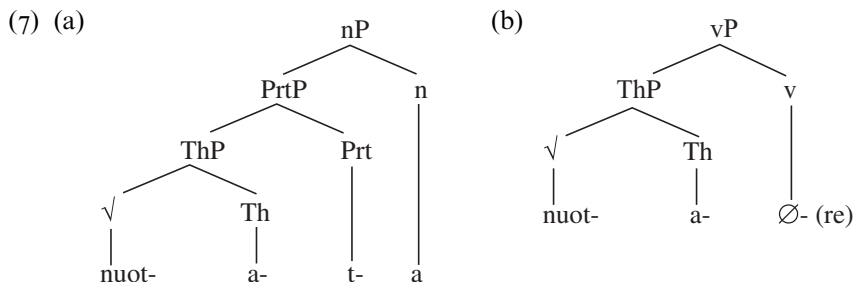 (7) (a) nP (b) vP
PrtP n ThP v
ThP Prt √ Th
√ Th nuot- a- ∅- (re)
nuot- a- t- a